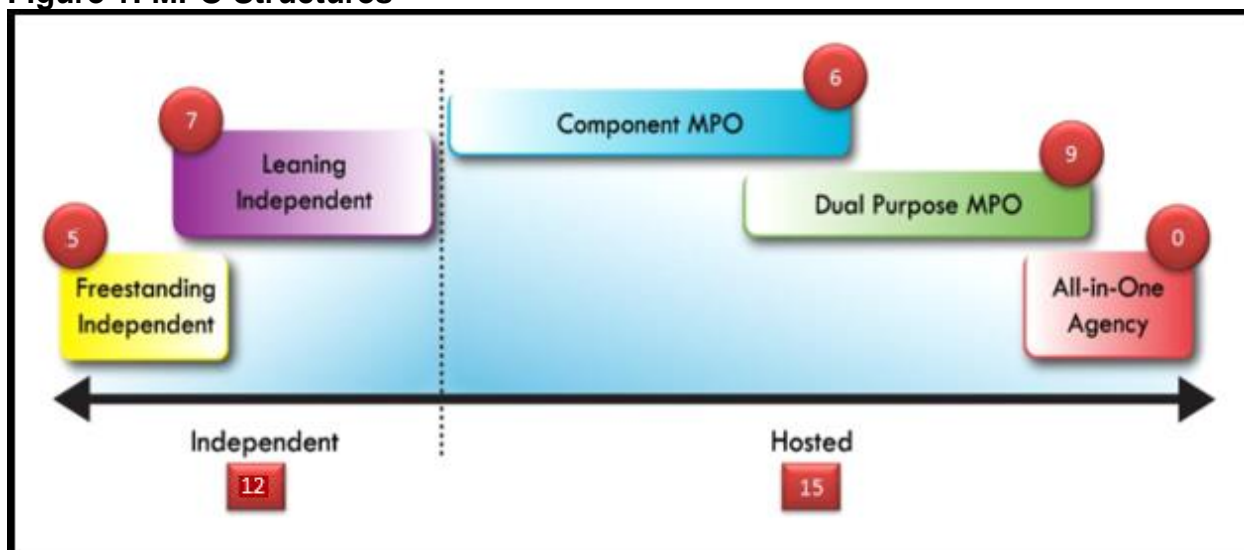 Figure 1: MPO Structures
6
7
Component MPO
9
Leaning
Independent
Dual Purpose MPO
5
0
Freestanding
Independent
All-in-One
Agency
Independent
Hosted
12
15